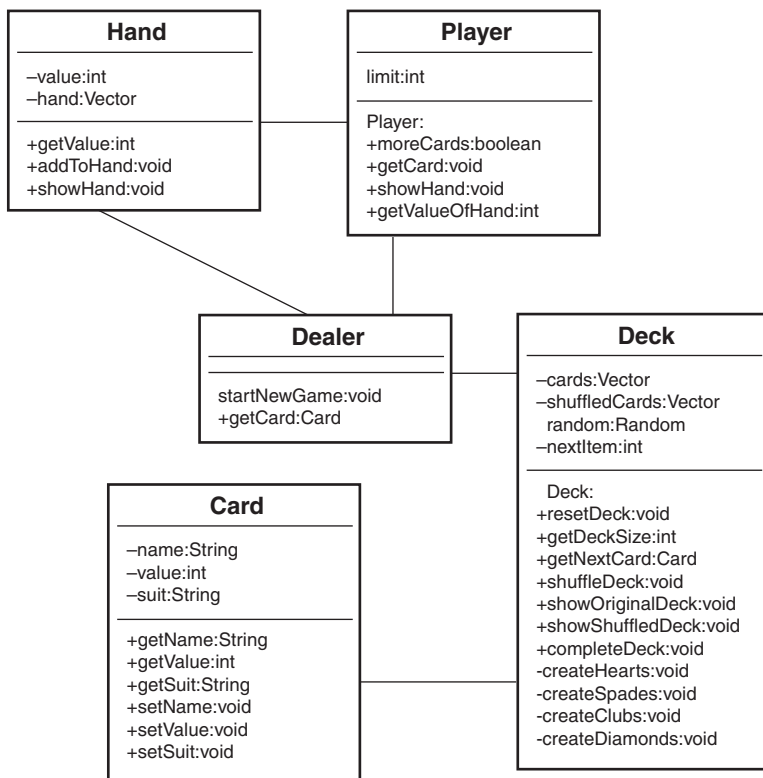 Hand
–value:int
–hand:Vector
+getValue:int
+addToHand:void
+showHand:void
Player
limit:int
Player:
+moreCards:boolean
+getCard:void
+showHand:void
+getValueOfHand:int
Dealer
startNewGame:void
+getCard:Card
Deck
–cards:Vector
–shuffledCards:Vector
random:Random
–nextItem:int
Deck:
+resetDeck:void
+getDeckSize:int
+getNextCard:Card
+shuffleDeck:void
+showOriginalDeck:void
+showShuffledDeck:void
+completeDeck:void
-createHearts:void
-createSpades:void
-createClubs:void
-createDiamonds:void
Card
–name:String
–value:int
–suit:String
+getName:String
+getValue:int
+getSuit:String
+setName:void
+setValue:void
+setSuit:void